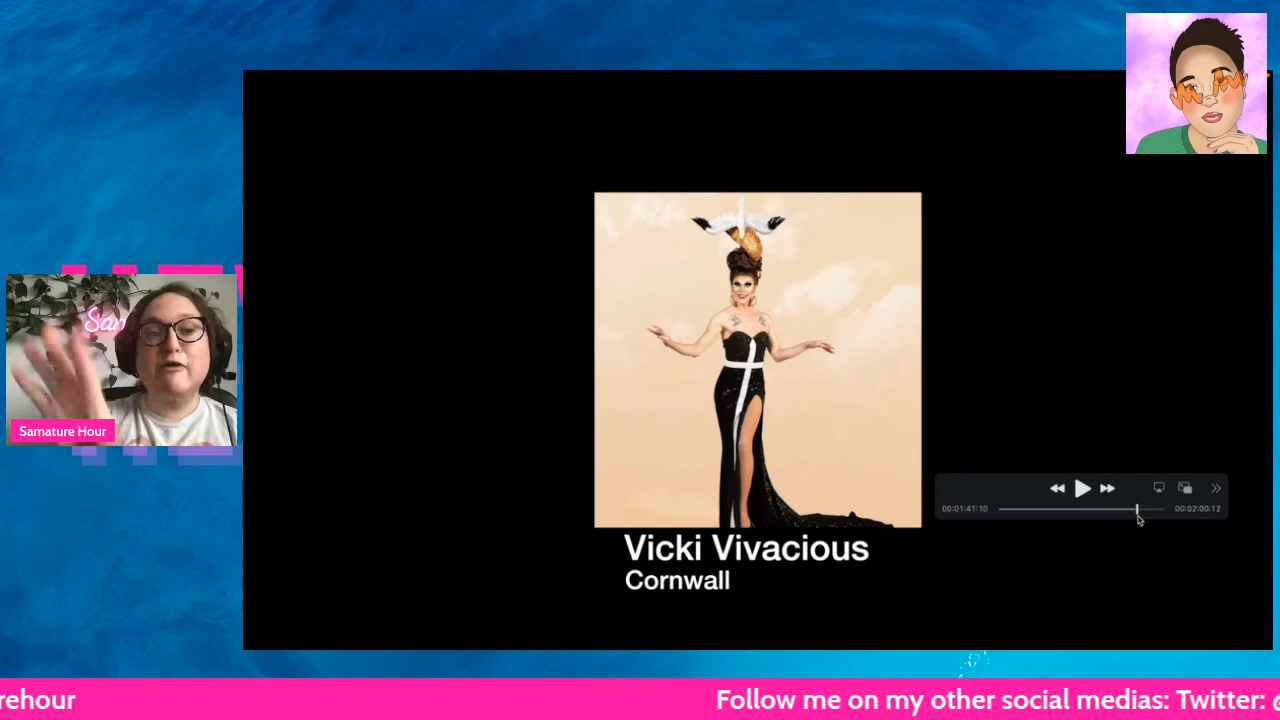 Sam
Samature Hour
Vicki Vivacious
Cornwall
00:01:41:10
00:02:00:12
rehour
Follow me on my other social medias: Twitter: